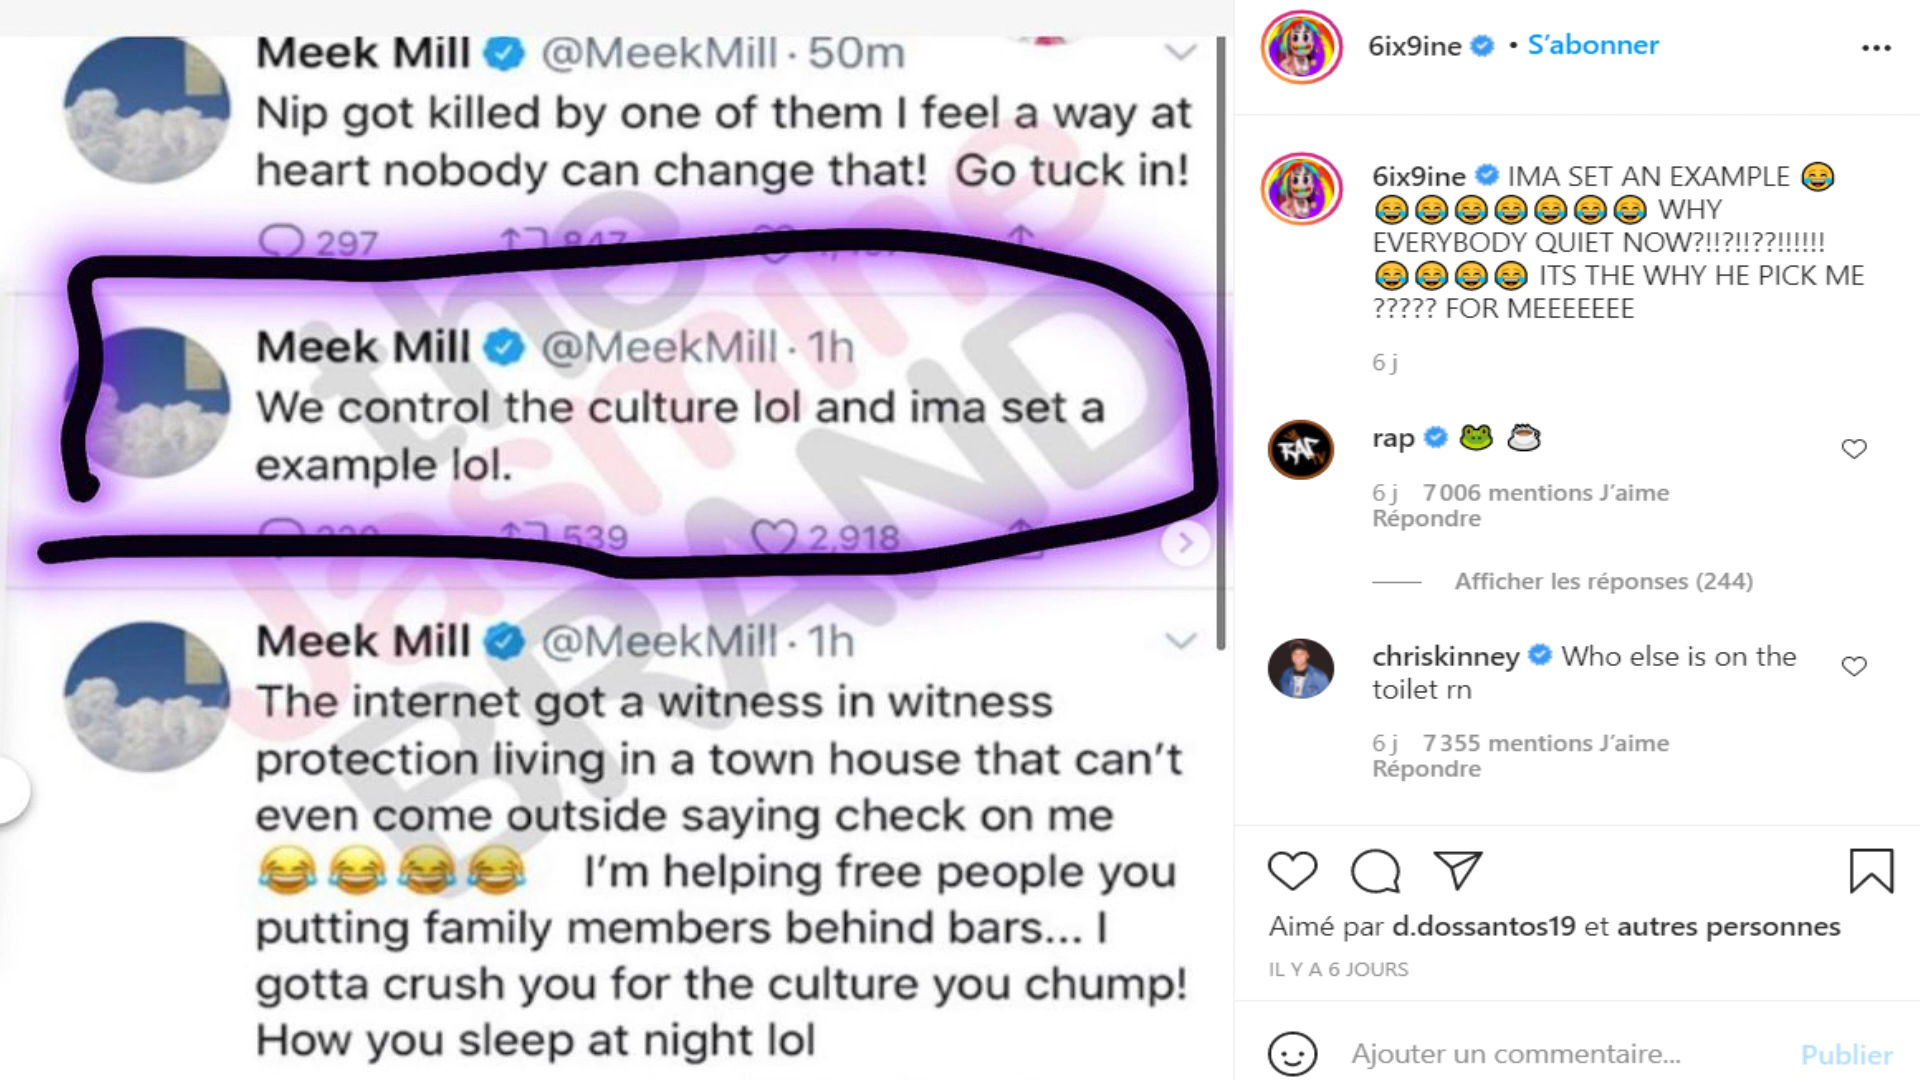 Meek Mill @MeekMill · 50m
Nip got killed by one of them I feel a way at
heart nobody can change that!  Go tuck in!
297 847
the Jasmine BRAND
Meek Mill @MeekMill · 1h
We control the culture lol and ima set a
example lol.
539 2,918
Meek Mill @MeekMill · 1h
The internet got a witness in witness
protection living in a town house that can't
even come outside saying check on me
😂😂😂😂 I'm helping free people you
putting family members behind bars... I
gotta crush you for the culture you chump!
How you sleep at night lol
6ix9ine • S'abonner
6ix9ine IMA SET AN EXAMPLE 😂
😂😂😂😂😂😂😂 WHY
EVERYBODY QUIET NOW?!!?!!??!!!!!!
😂😂😂😂 ITS THE WHY HE PICK ME
????? FOR MEEEEEEE
6 j
RAP TV
rap 🐸 ☕
6 j 7 006 mentions J'aime
Répondre
Afficher les réponses (244)
chriskinney Who else is on the
toilet rn
6 j 7 355 mentions J'aime
Répondre
Aimé par d.dossantos19 et autres personnes
IL Y A 6 JOURS
Ajouter un commentaire... Publier